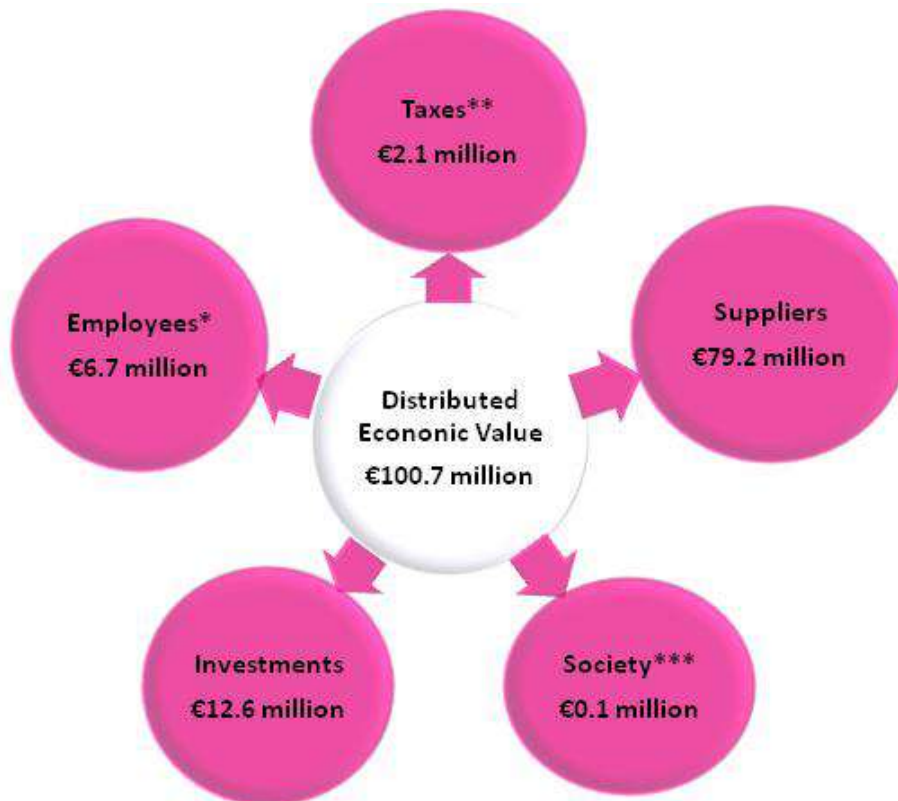 Taxes**
€2.1 million
Employees*
€6.7 million
Suppliers
€79.2 million
Distributed
Econonic Value
€100.7 million
Investments
€12.6 million
Society***
€0.1 million